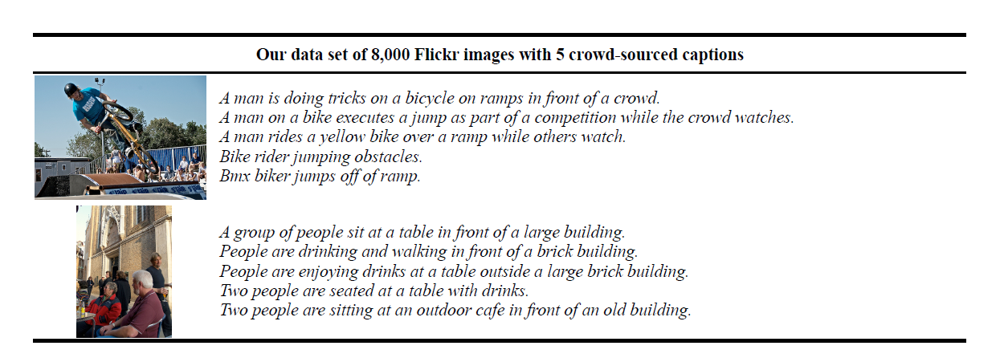 Our data set of 8,000 Flickr images with 5 crowd-sourced captions
A man is doing tricks on a bicycle on ramps in front of a crowd.
A man on a bike executes a jump as part of a competition while the crowd watches.
A man rides a yellow bike over a ramp while others watch.
Bike rider jumping obstacles.
Bmx biker jumps off of ramp.
A group of people sit at a table in front of a large building.
People are drinking and walking in front of a brick building.
People are enjoying drinks at a table outside a large brick building.
Two people are seated at a table with drinks.
Two people are sitting at an outdoor cafe in front of an old building.